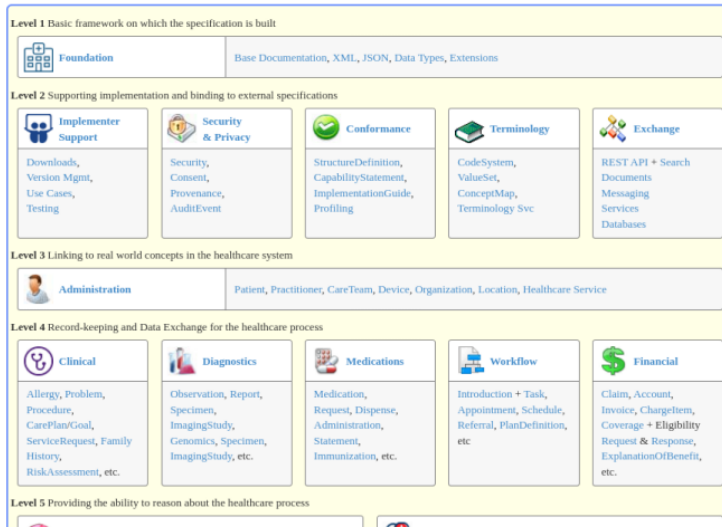 Level 1 Basic framework on which the specification is built
Foundation
Base Documentation, XML, JSON, Data Types, Extensions
Level 2 Supporting implementation and binding to external specifications
Implementer
Support
Downloads,
Version Mgmt,
Use Cases,
Testing
Security
& Privacy
Security,
Consent,
Provenance,
AuditEvent
Conformance
StructureDefinition,
CapabilityStatement,
ImplementationGuide,
Profiling
Terminology
CodeSystem,
ValueSet,
ConceptMap,
Terminology Svc
Exchange
REST API + Search
Documents
Messaging
Services
Databases
Level 3 Linking to real world concepts in the healthcare system
Administration
Patient, Practitioner, CareTeam, Device, Organization, Location, Healthcare Service
Level 4 Record-keeping and Data Exchange for the healthcare process
Clinical
Allergy, Problem,
Procedure,
CarePlan/Goal,
ServiceRequest, Family
History,
RiskAssessment, etc.
Diagnostics
Observation, Report,
Specimen,
ImagingStudy,
Genomics, Specimen,
ImagingStudy, etc.
Medications
Medication,
Request, Dispense,
Administration,
Statement,
Immunization, etc.
Workflow
Introduction + Task,
Appointment, Schedule,
Referral, PlanDefinition,
etc
Financial
Claim, Account,
Invoice, ChargeItem,
Coverage + Eligibility
Request & Response,
ExplanationOfBenefit,
etc.
Level 5 Providing the ability to reason about the healthcare process